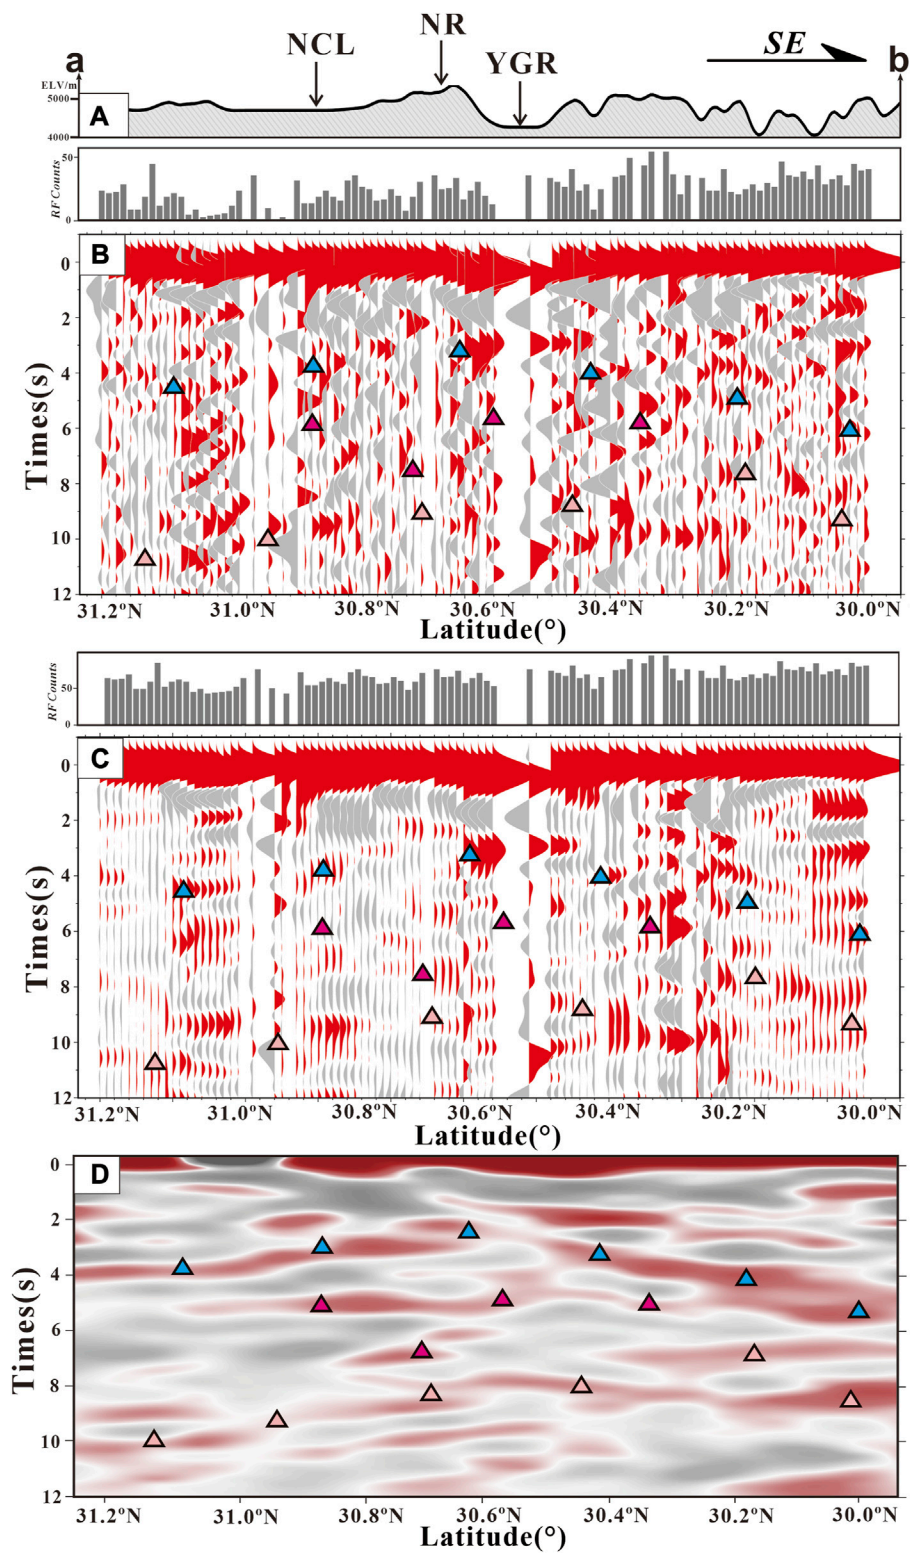 NR
NCL
YGR
SE
a
b
ELV/m
5000
4000
A
RF Counts
50
0
B
Times(s)
0
2
4
6
8
10
12
31.2°N 31.0°N 30.8°N 30.6°N 30.4°N 30.2°N 30.0°N
Latitude(°)
RF Counts
50
0
C
Times(s)
0
2
4
6
8
10
12
31.2°N 31.0°N 30.8°N 30.6°N 30.4°N 30.2°N 30.0°N
Latitude(°)
D
Times(s)
0
2
4
6
8
10
12
31.2°N 31.0°N 30.8°N 30.6°N 30.4°N 30.2°N 30.0°N
Latitude(°)